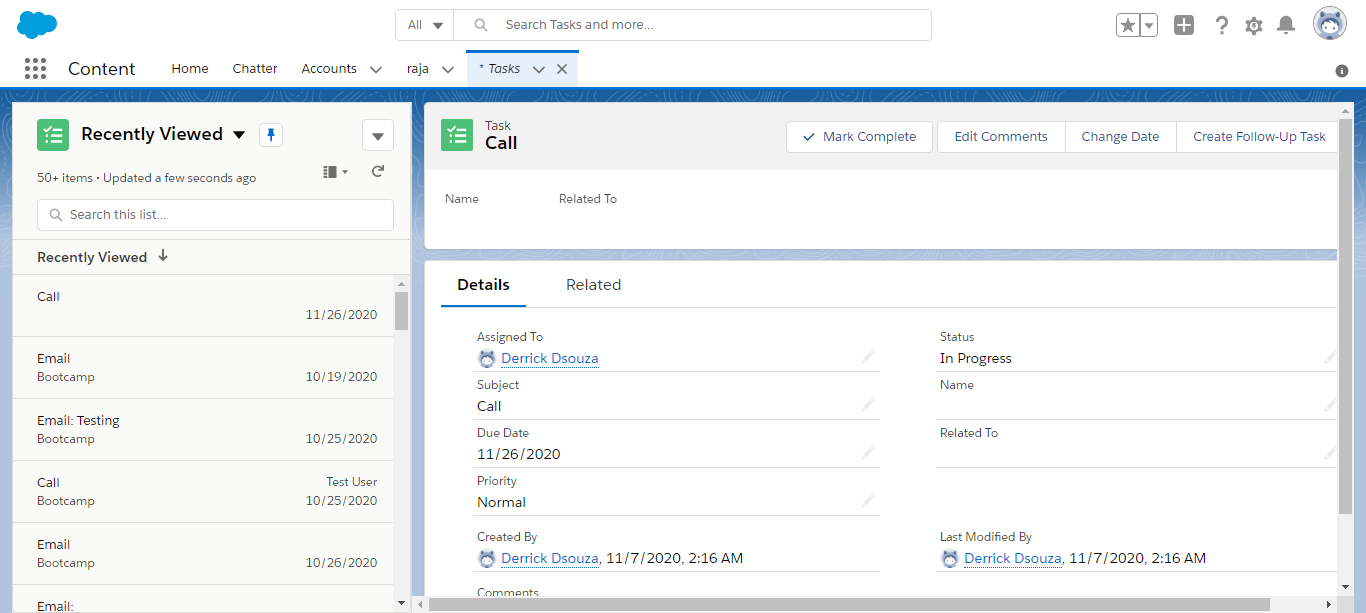 All
Search Tasks and more...
Content
Home
Chatter
Accounts
raja
* Tasks
Recently Viewed
50+ items • Updated a few seconds ago
Search this list...
Recently Viewed
Call
11/26/2020
Email
Bootcamp 10/19/2020
Email: Testing
Bootcamp 10/25/2020
Call Test User
Bootcamp 10/25/2020
Email
Bootcamp 10/26/2020
Email:
Task
Call
Mark Complete
Edit Comments
Change Date
Create Follow-Up Task
Name Related To
Details Related
Assigned To
Derrick Dsouza
Status
In Progress
Subject
Call
Name
Due Date
11/26/2020
Related To
Priority
Normal
Created By
Derrick Dsouza, 11/7/2020, 2:16 AM
Last Modified By
Derrick Dsouza, 11/7/2020, 2:16 AM
Comments